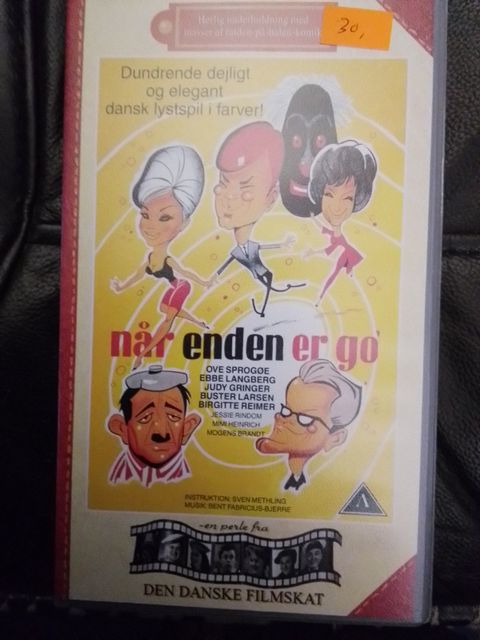 Herlig underholdning med
masser af falden-på-halen-komik
30,
Dundrende dejligt
og elegant
dansk lystspil i farver!
når enden er go'
OVE SPROGØE
EBBE LANGBERG
JUDY GRINGER
BUSTER LARSEN
BIRGITTE REIMER
JESSIE RINDOM
MIMI HEINRICH
MOGENS BRANDT
INSTRUKTION: SVEN METHLING
MUSIK: BENT FABRICIUS-BJERRE
A
-en perle fra
DEN DANSKE FILMSKAT